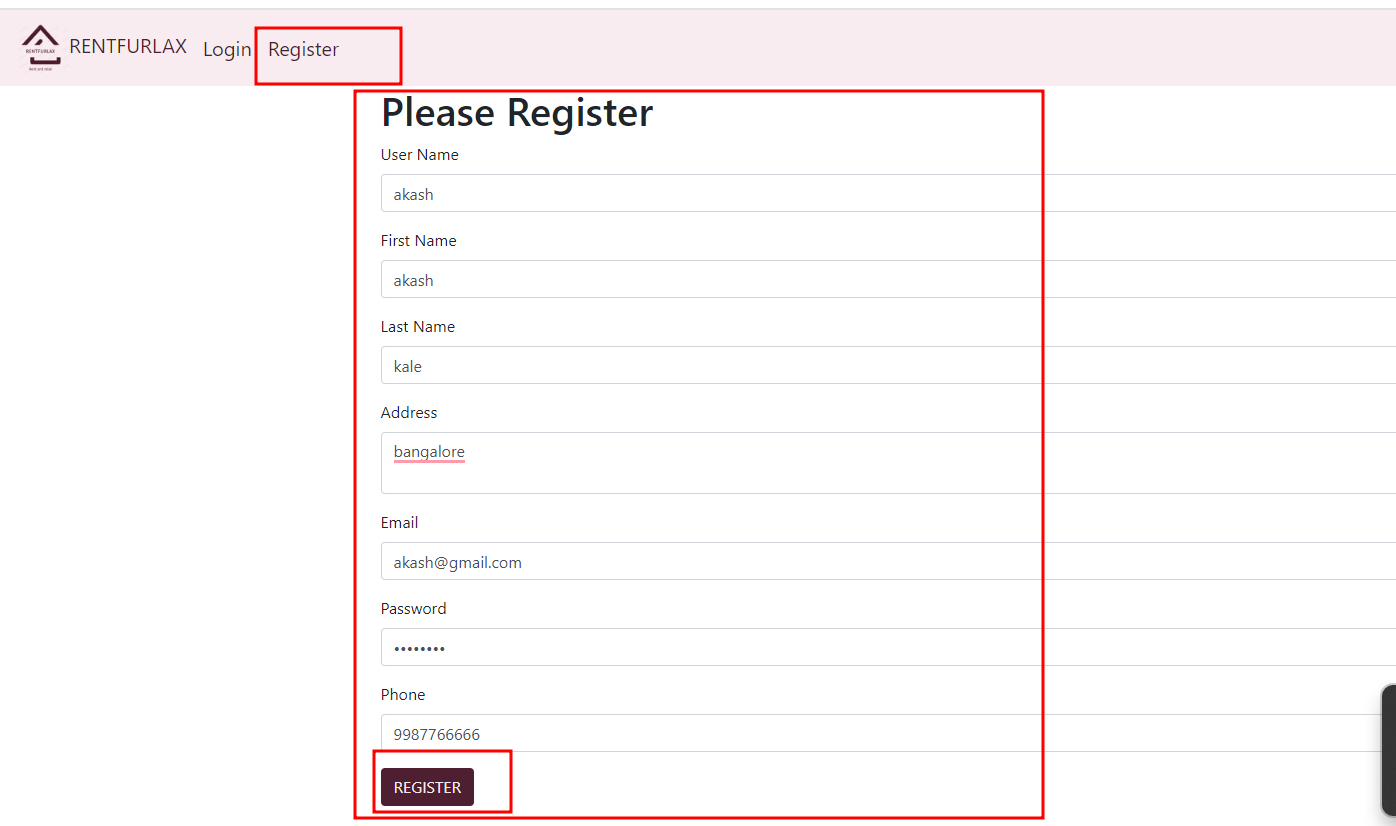 RENTFURLAX
RENTFURLAX Login Register
Please Register
User Name
akash
First Name
akash
Last Name
kale
Address
bangalore
Email
akash@gmail.com
Password
••••••••
Phone
9987766666
REGISTER